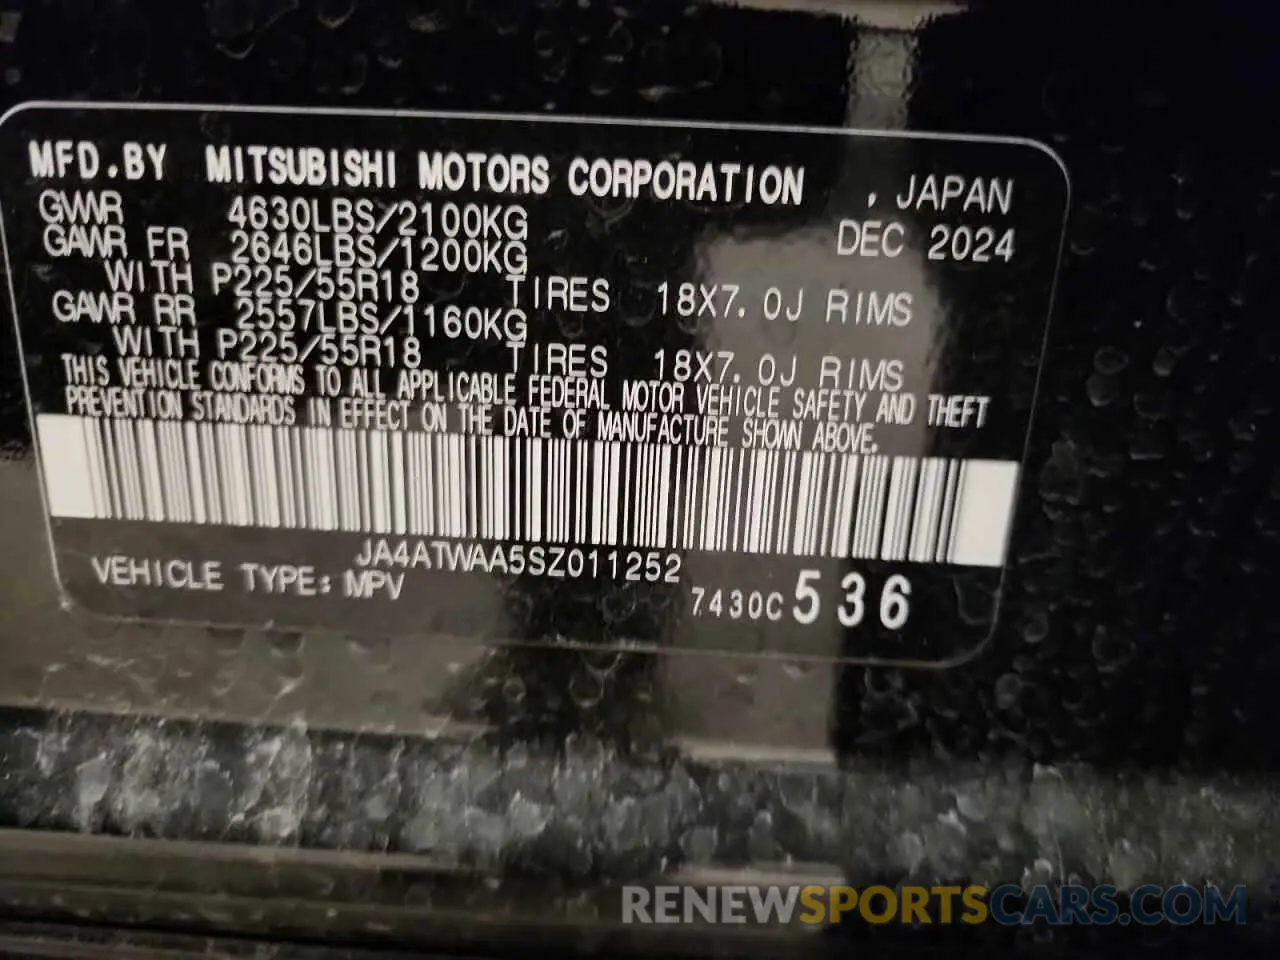 MFD.BY MITSUBISHI MOTORS CORPORATION , JAPAN
GWWR 4630LBS/2100KG DEC 2024
GAWR FR 2646LBS/1200KG
WITH P225/55R18 TIRES 18X7.0J RIMS
GAWR RR 2557LBS/1160KG
WITH P225/55R18 TIRES 18X7.0J RIMS
THIS VEHICLE CONFORMS TO ALL APPLICABLE FEDERAL MOTOR VEHICLE SAFETY AND THEFT
PREVENTION STANDARDS IN EFFECT ON THE DATE OF MANUFACTURE SHOWN ABOVE.
JA4ATWAA5SZ011252
VEHICLE TYPE: MPV 7430C 536
RENEWSPORTSCARS.COM